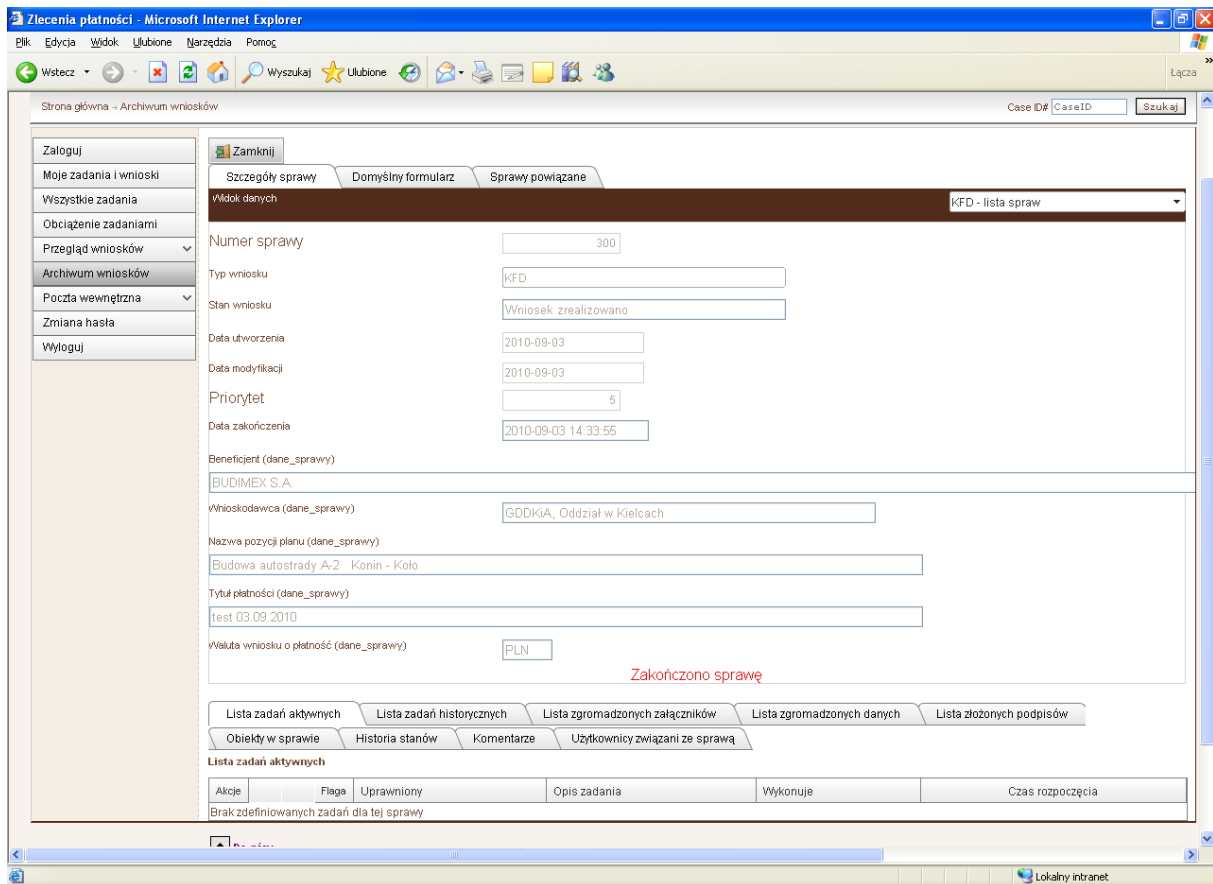 Zlecenia płatności - Microsoft Internet Explorer
Plik Edycja Widok Ulubione Narzędzia Pomoc
Wstecz Wyszukaj Ulubione Łącza
Strona główna → Archiwum wniosków Case ID# CaseID Szukaj
Zaloguj
Moje zadania i wnioski
Wszystkie zadania
Obciążenie zadaniami
Przegląd wniosków
Archiwum wniosków
Poczta wewnętrzna
Zmiana hasła
Wyloguj
Zamknij
Szczegóły sprawy Domyślny formularz Sprawy powiązane
Widok danych KFD - lista spraw
Numer sprawy 300
Typ wniosku KFD
Stan wniosku Wniosek zrealizowano
Data utworzenia 2010-09-03
Data modyfikacji 2010-09-03
Priorytet 5
Data zakończenia 2010-09-03 14:33:55
Beneficjent (dane_sprawy)
BUDIMEX S.A.
Wnioskodawca (dane_sprawy) GDDKiA, Oddział w Kielcach
Nazwa pozycji planu (dane_sprawy)
Budowa autostrady A-2 Konin - Koło
Tytuł płatności (dane_sprawy)
test 03.09.2010
Waluta wniosku o płatność (dane_sprawy) PLN
Zakończono sprawę
Lista zadań aktywnych Lista zadań historycznych Lista zgromadzonych załączników Lista zgromadzonych danych Lista złożonych podpisów
Obiekty w sprawie Historia stanów Komentarze Użytkownicy związani ze sprawą
Lista zadań aktywnych
Akcje Flaga Uprawniony Opis zadania Wykonuje Czas rozpoczęcia
Brak zdefiniowanych zadań dla tej sprawy
Lokalny intranet